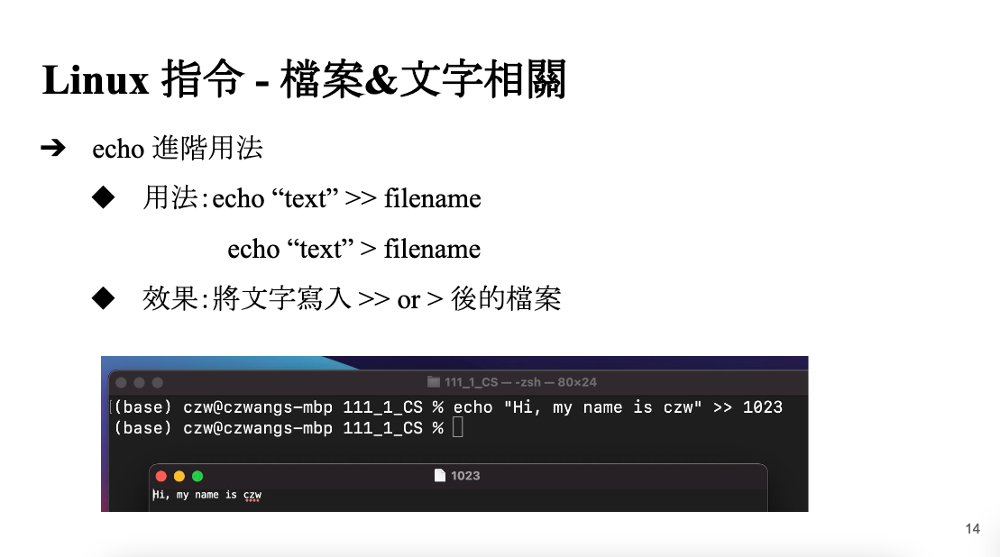 Linux 指令 - 檔案&文字相關
➔ echo 進階用法
◆ 用法:echo “text” >> filename
echo “text” > filename
◆ 效果:將文字寫入 >> or > 後的檔案
111_1_CS — -zsh — 80×24
(base) czw@czwangs-mbp 111_1_CS % echo "Hi, my name is czw" >> 1023
(base) czw@czwangs-mbp 111_1_CS %
1023
Hi, my name is czw
14